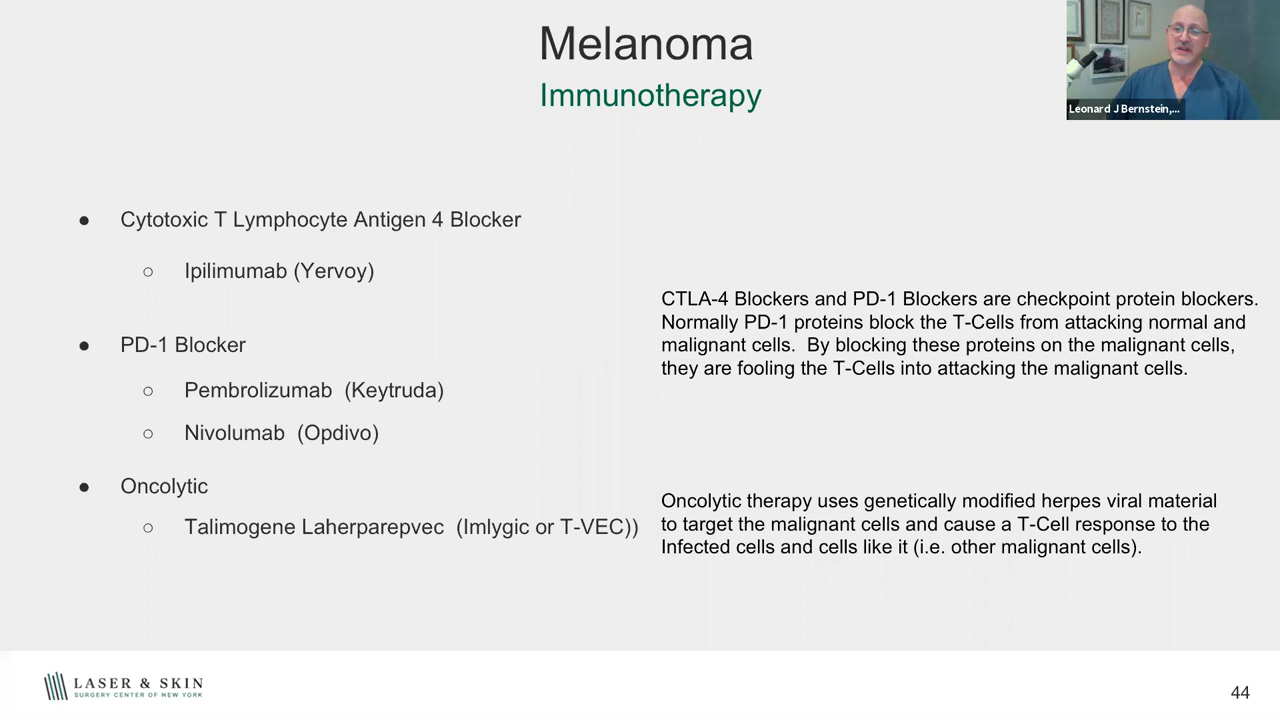 Melanoma
Immunotherapy
Leonard J Bernstein,...
● Cytotoxic T Lymphocyte Antigen 4 Blocker
○ Ipilimumab (Yervoy)
● PD-1 Blocker
○ Pembrolizumab (Keytruda)
○ Nivolumab (Opdivo)
● Oncolytic
○ Talimogene Laherparepvec (Imlygic or T-VEC))
CTLA-4 Blockers and PD-1 Blockers are checkpoint protein blockers.
Normally PD-1 proteins block the T-Cells from attacking normal and
malignant cells. By blocking these proteins on the malignant cells,
they are fooling the T-Cells into attacking the malignant cells.
Oncolytic therapy uses genetically modified herpes viral material
to target the malignant cells and cause a T-Cell response to the
Infected cells and cells like it (i.e. other malignant cells).
LASER & SKIN
SURGERY CENTER OF NEW YORK
44